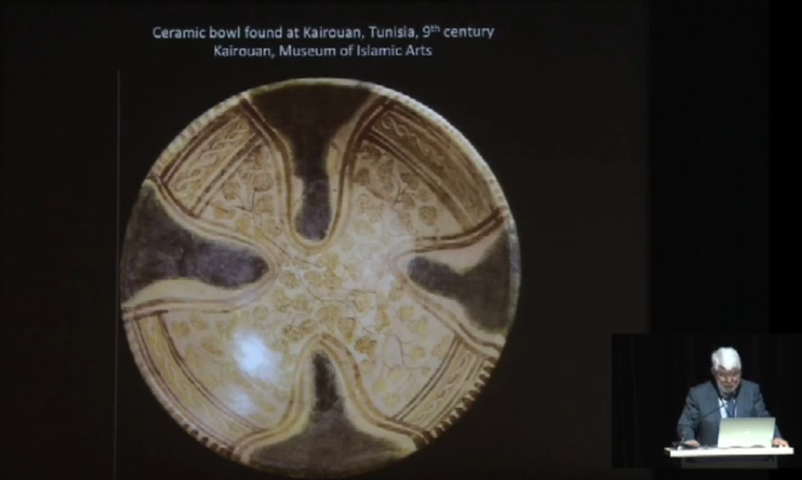 Ceramic bowl found at Kairouan, Tunisia, 9th century
Kairouan, Museum of Islamic Arts